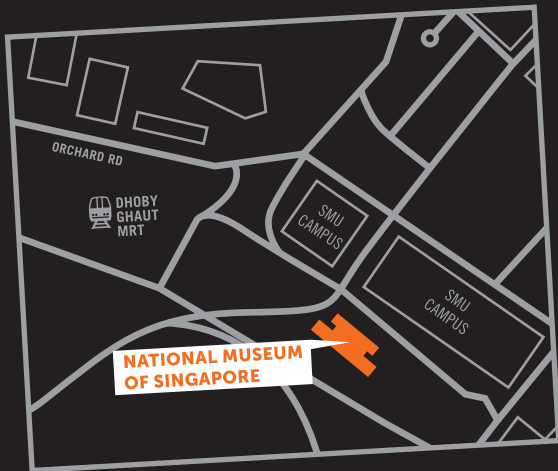 ORCHARD RD
DHOBY
GHAUT
MRT
SMU
CAMPUS
SMU
CAMPUS
NATIONAL MUSEUM
OF SINGAPORE